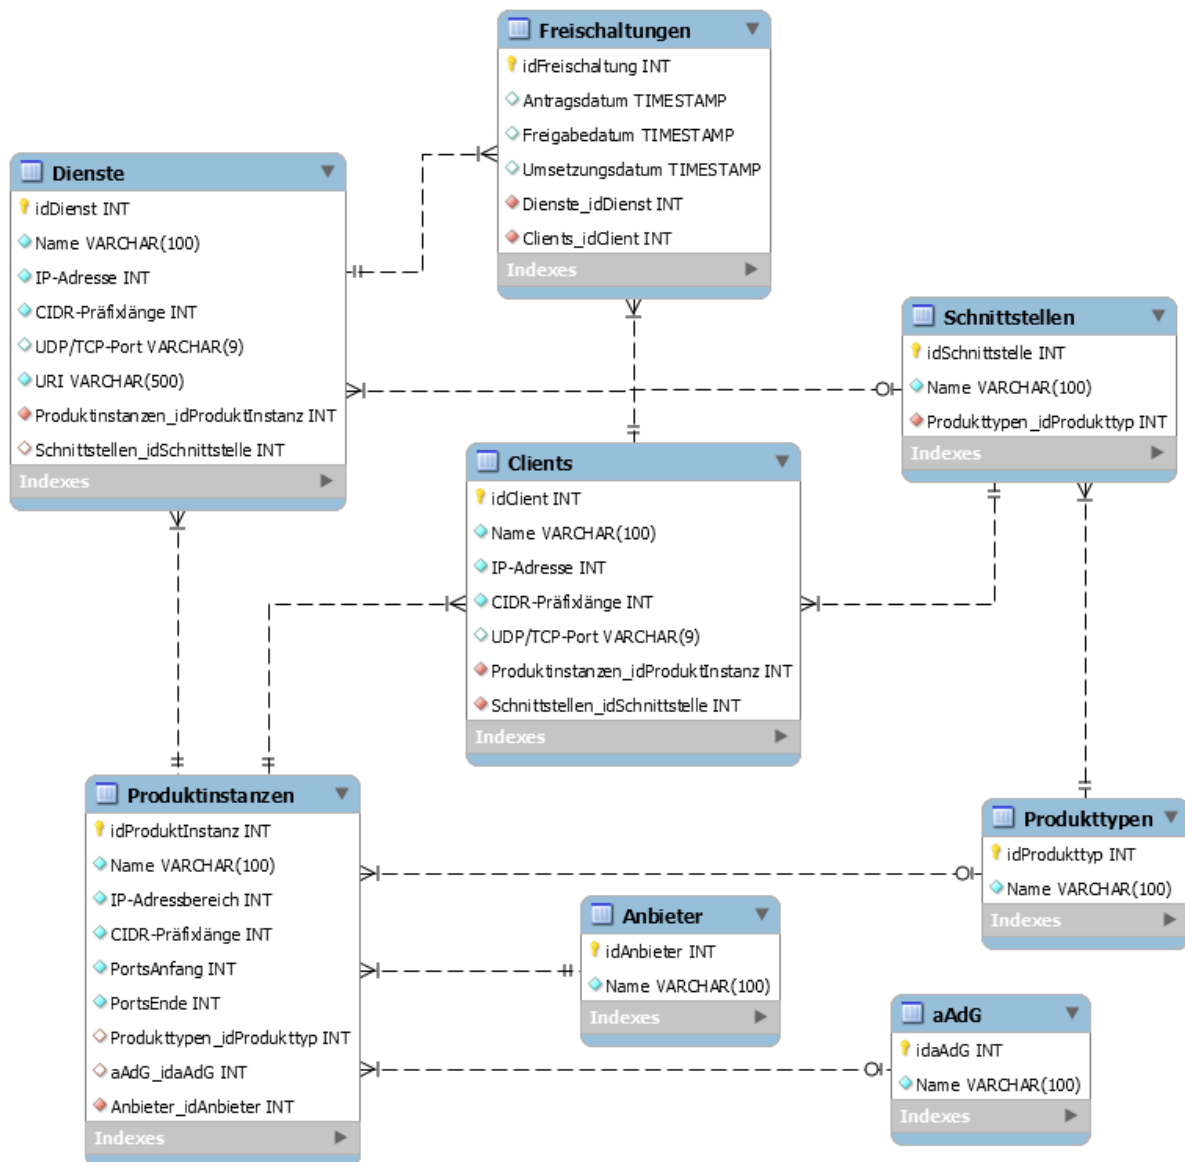 Freischaltungen
idFreischaltung INT
Antragsdatum TIMESTAMP
Freigabedatum TIMESTAMP
Umsetzungsdatum TIMESTAMP
Dienste_idDienst INT
Clients_idClient INT
Indexes
Dienste
idDienst INT
Name VARCHAR(100)
IP-Adresse INT
CIDR-Präfixlänge INT
UDP/TCP-Port VARCHAR(9)
URI VARCHAR(500)
Produktinstanzen_idProduktInstanz INT
Schnittstellen_idSchnittstelle INT
Indexes
Schnittstellen
idSchnittstelle INT
Name VARCHAR(100)
Produkttypen_idProdukttyp INT
Indexes
Clients
idClient INT
Name VARCHAR(100)
IP-Adresse INT
CIDR-Präfixlänge INT
UDP/TCP-Port VARCHAR(9)
Produktinstanzen_idProduktInstanz INT
Schnittstellen_idSchnittstelle INT
Indexes
Produktinstanzen
idProduktInstanz INT
Name VARCHAR(100)
IP-Adressbereich INT
CIDR-Präfixlänge INT
PortsAnfang INT
PortsEnde INT
Produkttypen_idProdukttyp INT
aAdG_idaAdG INT
Anbieter_idAnbieter INT
Indexes
Produkttypen
idProdukttyp INT
Name VARCHAR(100)
Indexes
Anbieter
idAnbieter INT
Name VARCHAR(100)
Indexes
aAdG
idaAdG INT
Name VARCHAR(100)
Indexes